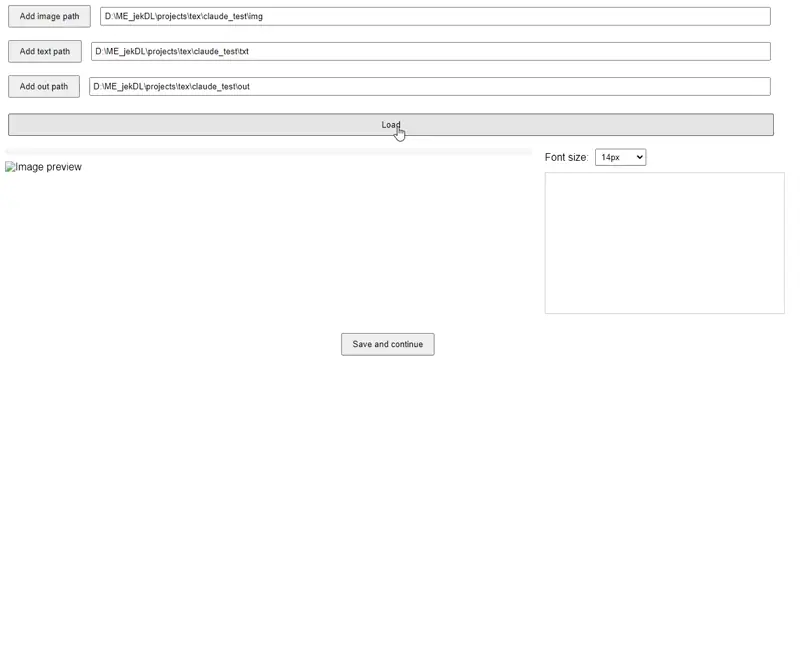 Add image path D:\ME_jekDL\projects\tex\claude_test\img
Add text path D:\ME_jekDL\projects\tex\claude_test\txt
Add out path D:\ME_jekDL\projects\tex\claude_test\out
Load
Image preview
Font size: 14px
Save and continue